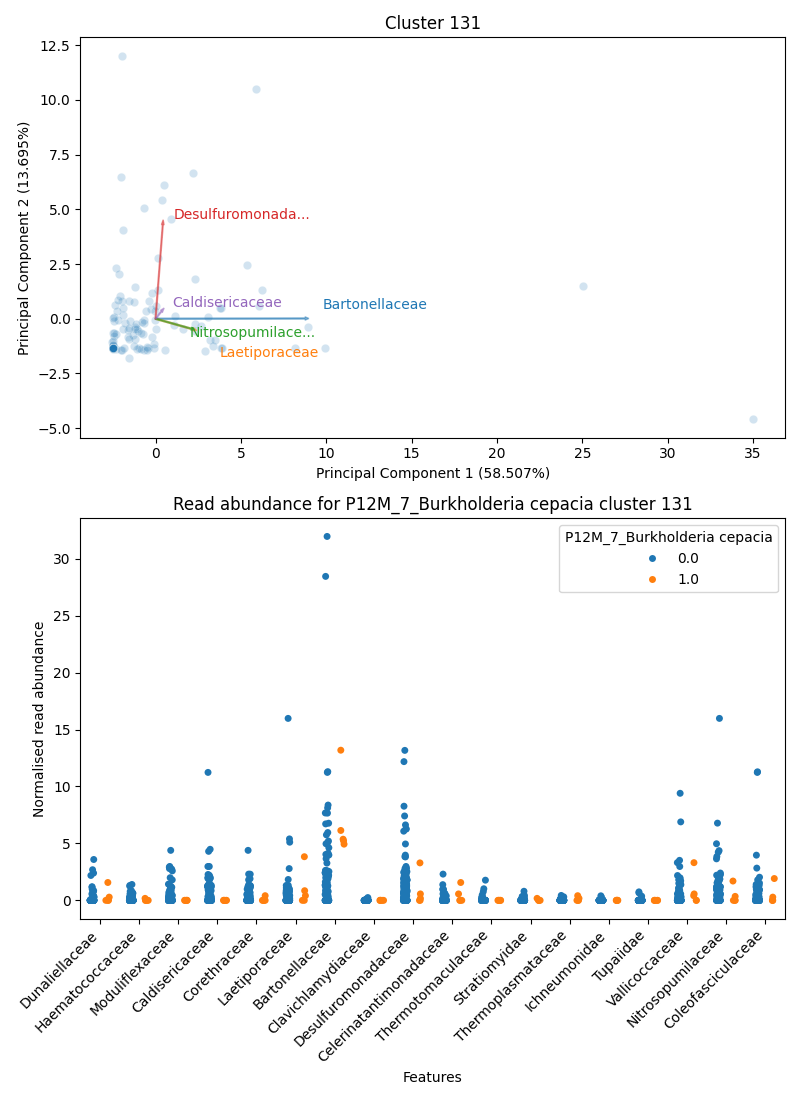 Cluster 131
12.5
10.0
7.5
5.0
2.5
0.0
−2.5
−5.0
Principal Component 2 (13.695%)
Desulfuromonada...
Caldisericaceae
Bartonellaceae
Nitrosopumilace...
Laetiporaceae
0 5 10 15 20 25 30 35
Principal Component 1 (58.507%)
Read abundance for P12M_7_Burkholderia cepacia cluster 131
P12M_7_Burkholderia cepacia
0.0
1.0
30
25
20
15
10
5
0
Normalised read abundance
Dunaliellaceae
Haematococcaceae
Moduliflexaceae
Caldisericaceae
Corethraceae
Laetiporaceae
Bartonellaceae
Clavichlamydiaceae
Desulfuromonadaceae
Celerinatantimonadaceae
Thermotomaculaceae
Stratiomyidae
Thermoplasmataceae
Ichneumonidae
Tupaiidae
Vallicoccaceae
Nitrosopumilaceae
Coleofasciculaceae
Features